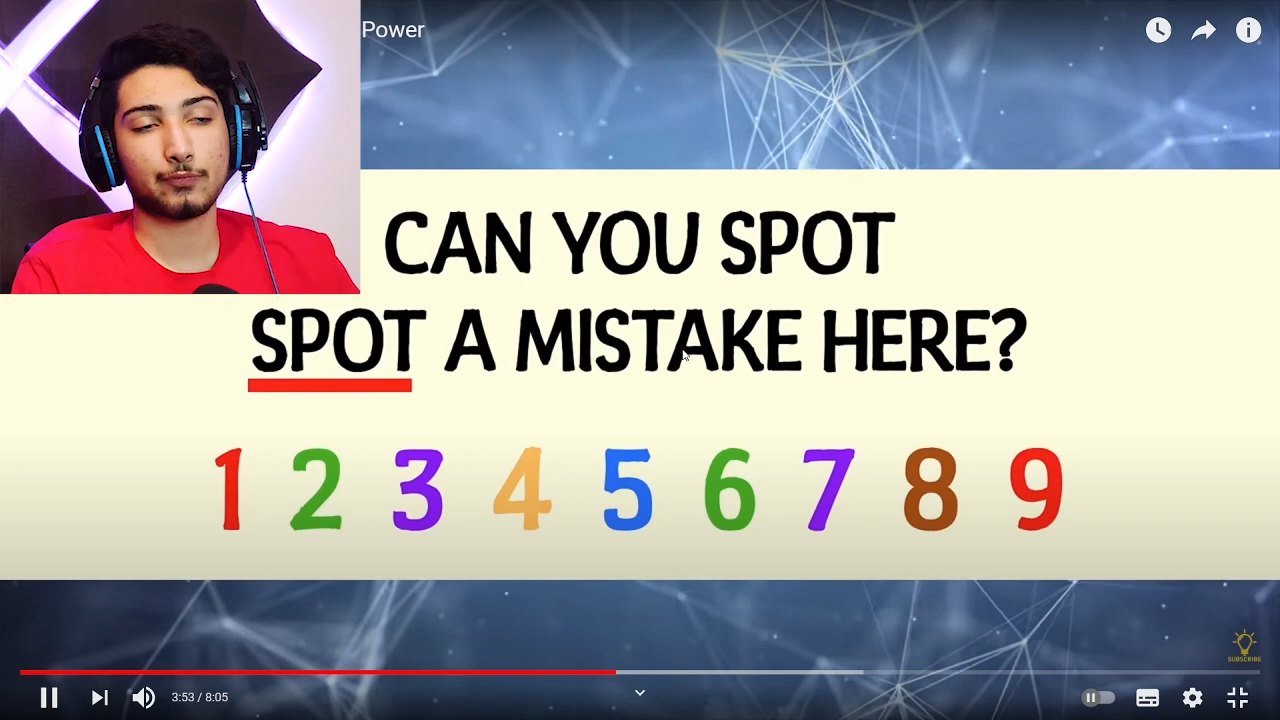 Power
CAN YOU SPOT
SPOT A MISTAKE HERE?
1 2 3 4 5 6 7 8 9
SUBSCRIBE
3:53 / 8:05